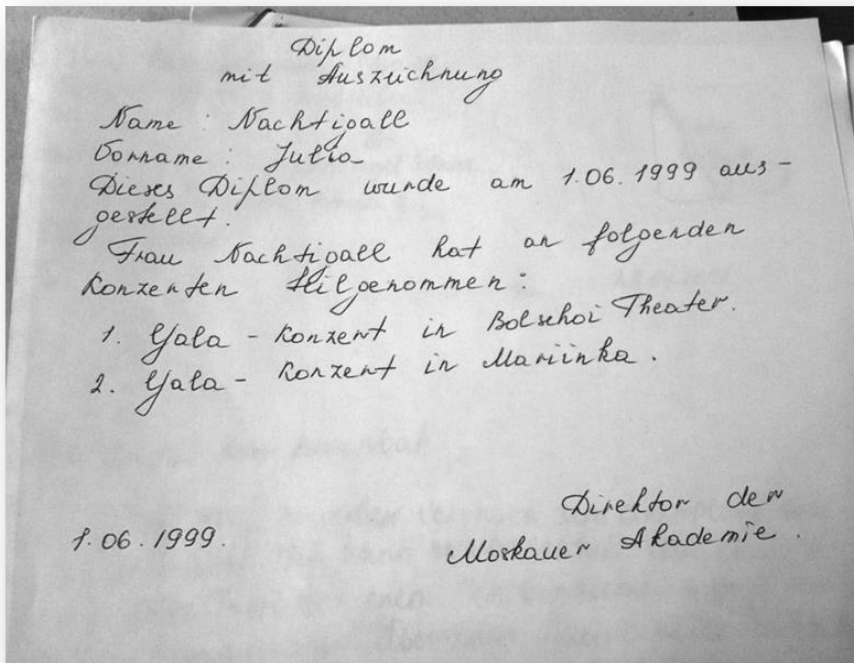 Diplom
mit Auszeichnung
Name : Nachtigall
Vorname : Julia
Dieses Diplom wurde am 1.06.1999 aus-
gestellt.
Frau Nachtigall hat an folgenden
Konzerten teilgenommen :
1. Gala - Konzert in Bolschoi Theater.
2. Gala - Konzert in Mariinka.
Direktor der
1.06.1999.
Moskauer Akademie.